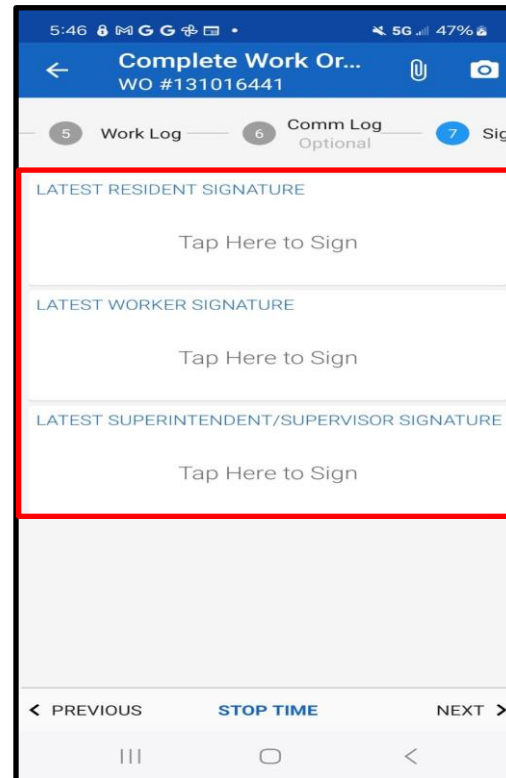 5:46 G G 5G 47%
Complete Work Or...
WO #131016441
5 Work Log 6 Comm Log 7 Sig
Optional
LATEST RESIDENT SIGNATURE
Tap Here to Sign
LATEST WORKER SIGNATURE
Tap Here to Sign
LATEST SUPERINTENDENT/SUPERVISOR SIGNATURE
Tap Here to Sign
PREVIOUS STOP TIME NEXT